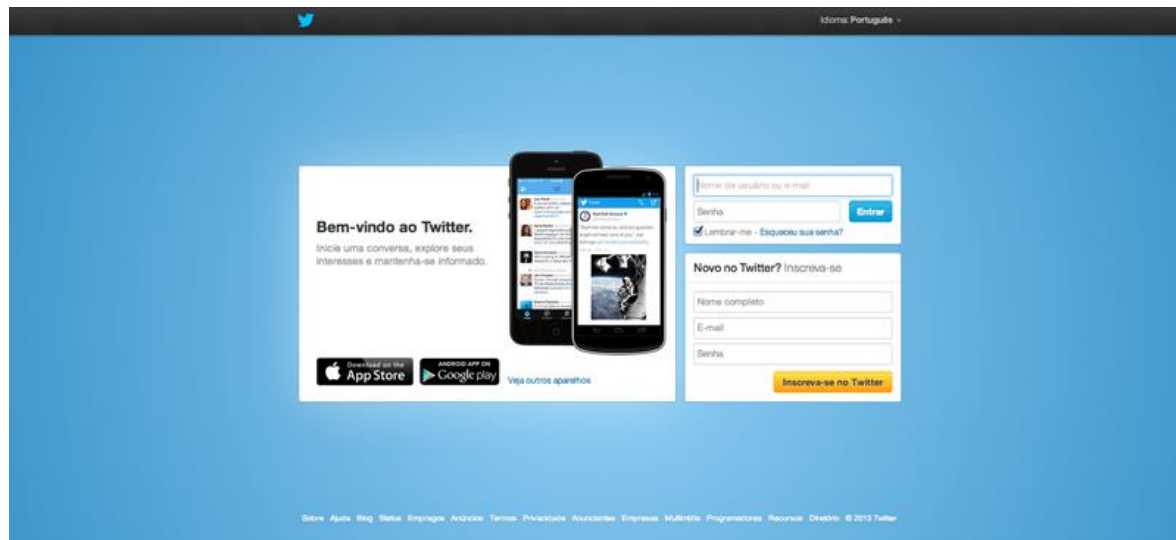 Idioma: Português
Bem-vindo ao Twitter.
Inicie uma conversa, explore seus
interesses e mantenha-se informado.
Download on the
App Store
ANDROID APP ON
Google play
Veja outros aparelhos
Nome de usuário ou e-mail
Senha
Entrar
Lembrar-me - Esqueceu sua senha?
Novo no Twitter? Inscreva-se
Nome completo
E-mail
Senha
Inscreva-se no Twitter
Sobre Ajuda Blog Status Empregos Anúncios Termos Privacidade Anunciantes Empresas Multimídia Programadores Recursos Diretório © 2013 Twitter